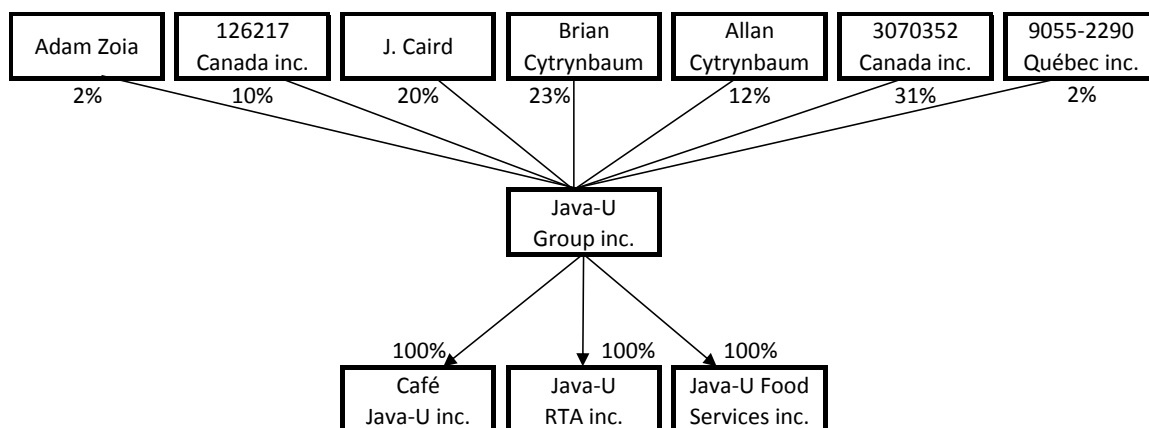 Adam Zoia
126217
Canada inc.
J. Caird
Brian
Cytrynbaum
Allan
Cytrynbaum
3070352
Canada inc.
9055-2290
Québec inc.
2%
10%
20%
23%
12%
31%
2%
Java-U
Group inc.
100%
100%
100%
Café
Java-U inc.
Java-U
RTA inc.
Java-U Food
Services inc.